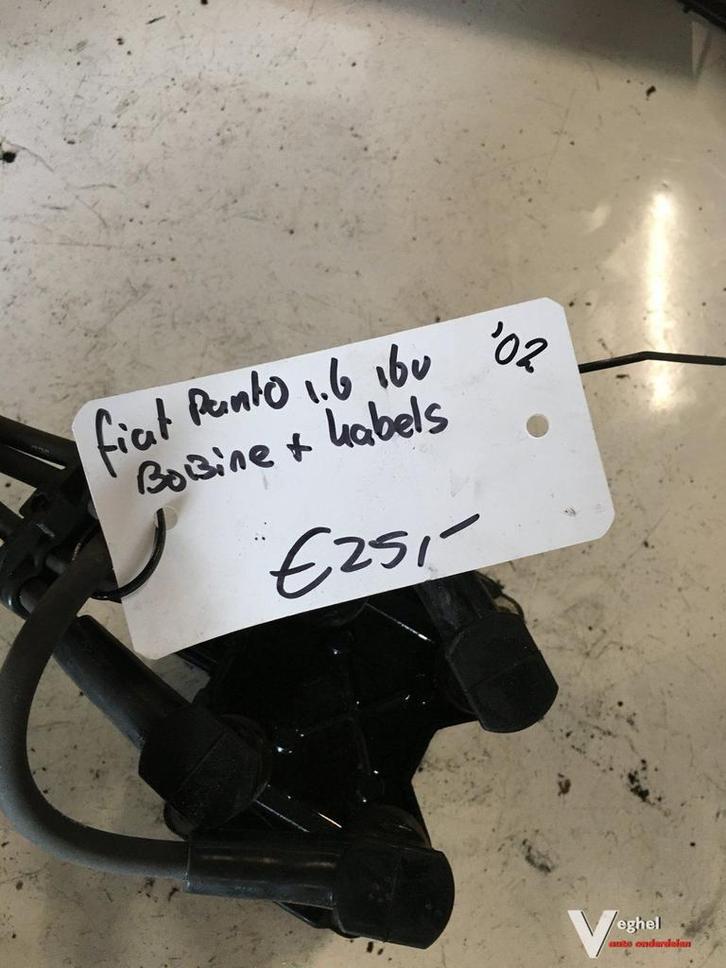 fiat Punto 1.6 16v '02
BoBine + kabels
€25,-
Veghel
auto onderdelen